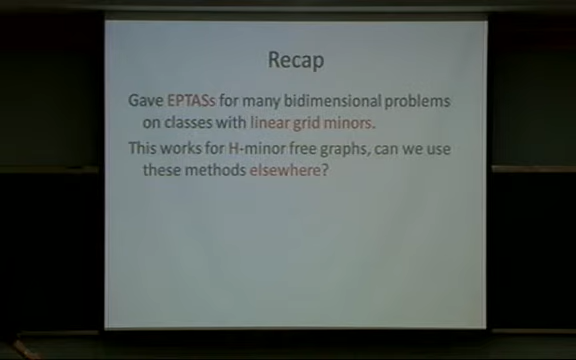 Recap
Gave EPTASs for many bidimensional problems
on classes with linear grid minors.
This works for H-minor free graphs, can we use
these methods elsewhere?